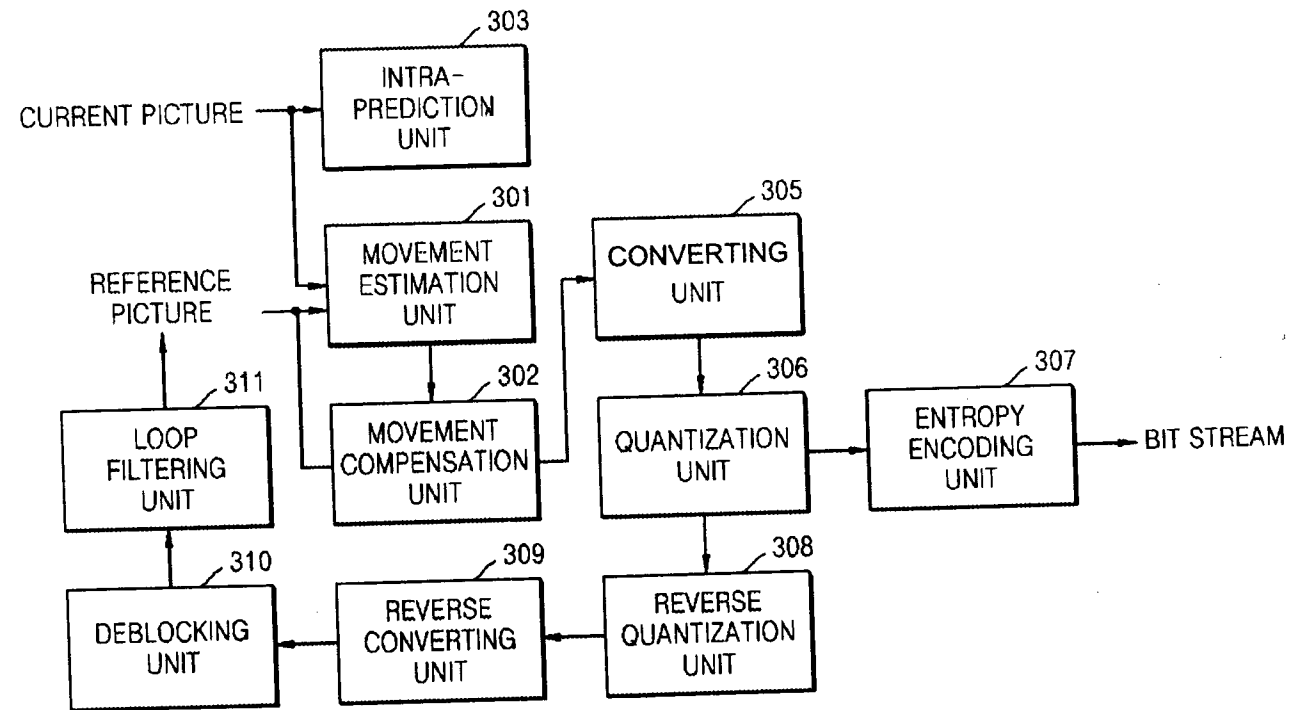 303
INTRA-
PREDICTION
UNIT
CURRENT PICTURE
301
MOVEMENT
ESTIMATION
UNIT
305
CONVERTING
UNIT
REFERENCE
PICTURE
311
LOOP
FILTERING
UNIT
302
MOVEMENT
COMPENSATION
UNIT
306
QUANTIZATION
UNIT
307
ENTROPY
ENCODING
UNIT
BIT STREAM
310
DEBLOCKING
UNIT
309
REVERSE
CONVERTING
UNIT
308
REVERSE
QUANTIZATION
UNIT